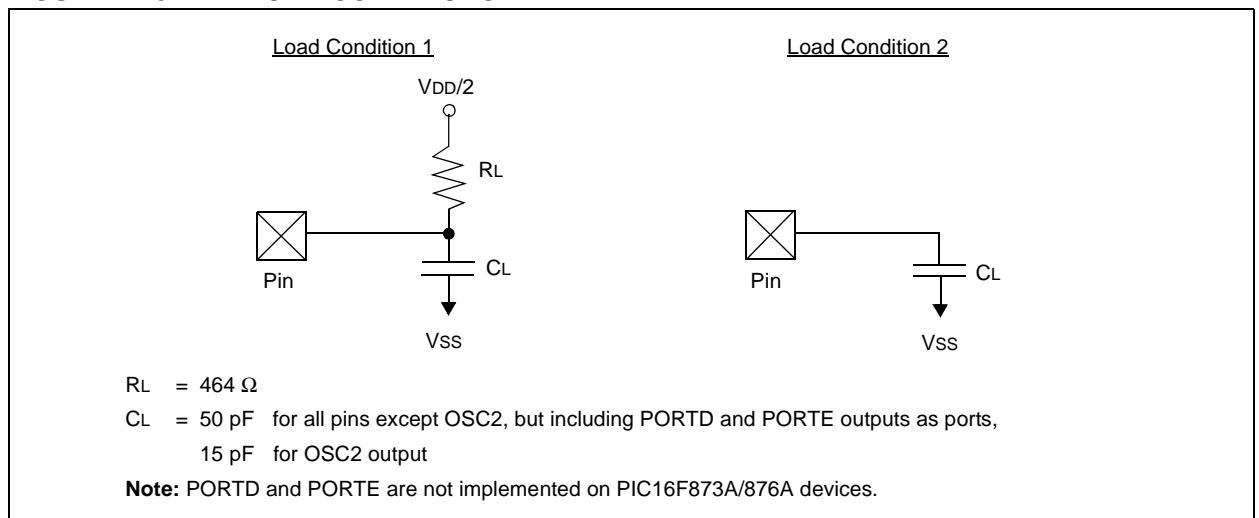 Load Condition 1
Load Condition 2
VDD/2
RL
CL
Pin
VSS
CL
Pin
VSS
RL = 464 Ω
CL = 50 pF for all pins except OSC2, but including PORTD and PORTE outputs as ports,
15 pF for OSC2 output
Note: PORTD and PORTE are not implemented on PIC16F873A/876A devices.